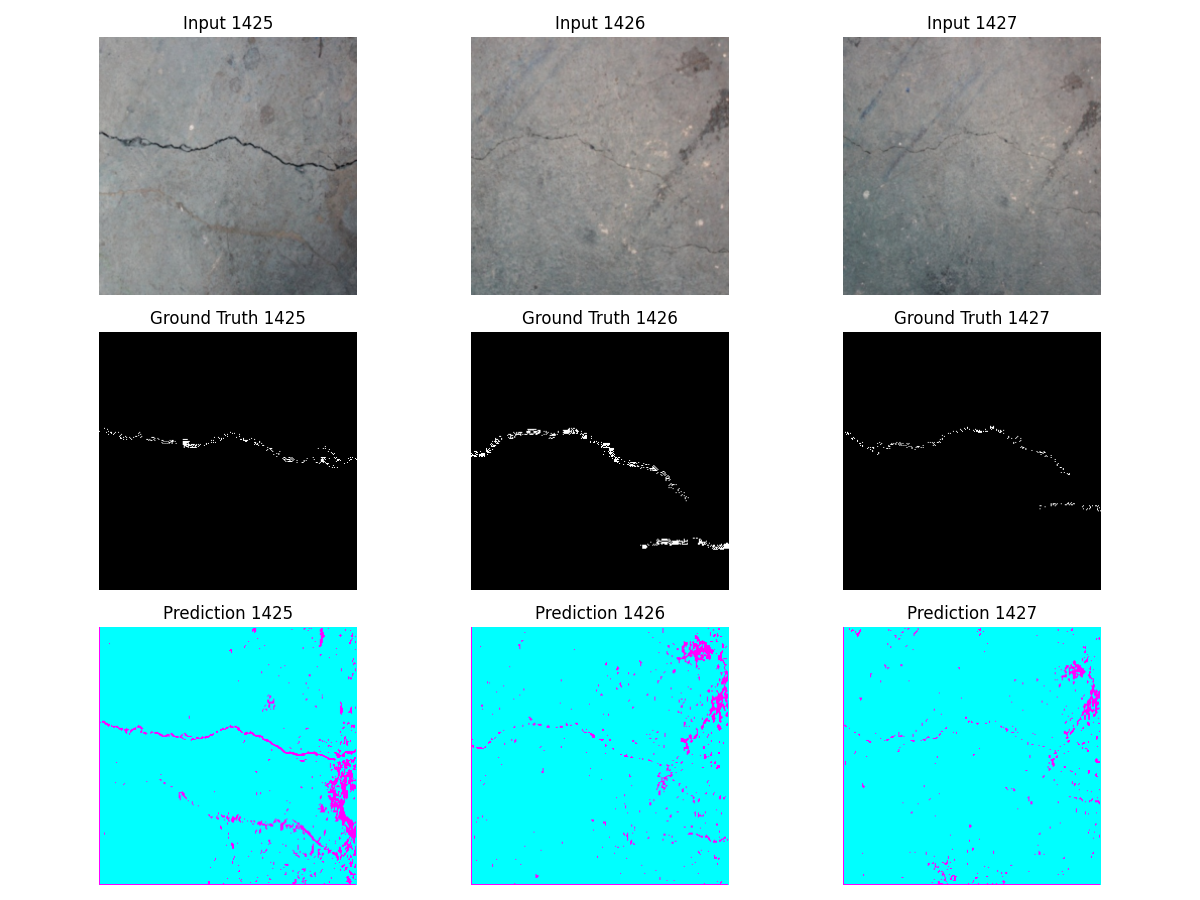 Input 1425
Input 1426
Input 1427
Ground Truth 1425
Ground Truth 1426
Ground Truth 1427
Prediction 1425
Prediction 1426
Prediction 1427